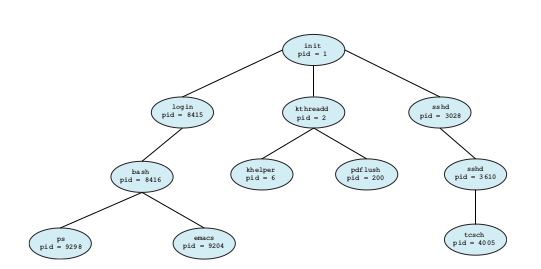 init
pid = 1
login
pid = 8415
kthreadd
pid = 2
sshd
pid = 3028
bash
pid = 8416
khelper
pid = 6
pdflush
pid = 200
sshd
pid = 3610
ps
pid = 9298
emacs
pid = 9204
tcsch
pid = 4005